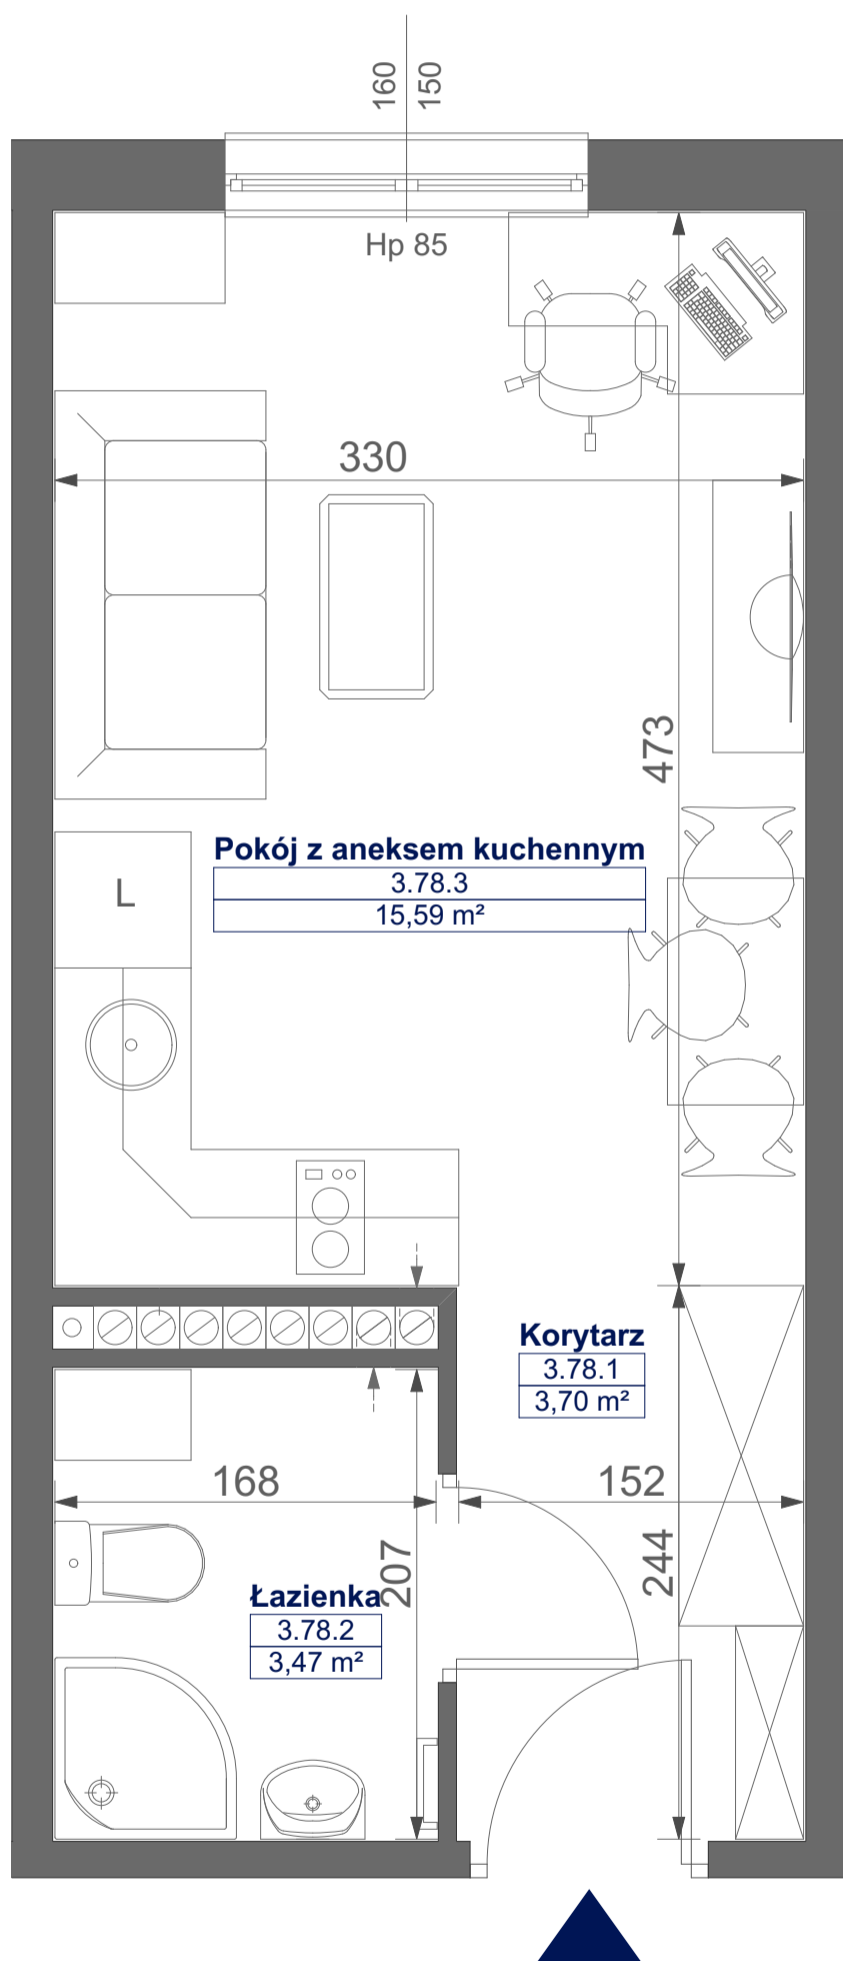 160
150
Hp 85
330
473
Pokój z aneksem kuchennym
3.78.3
15,59 m²
L
Korytarz
3.78.1
3,70 m²
168
152
207
244
Łazienka
3.78.2
3,47 m²